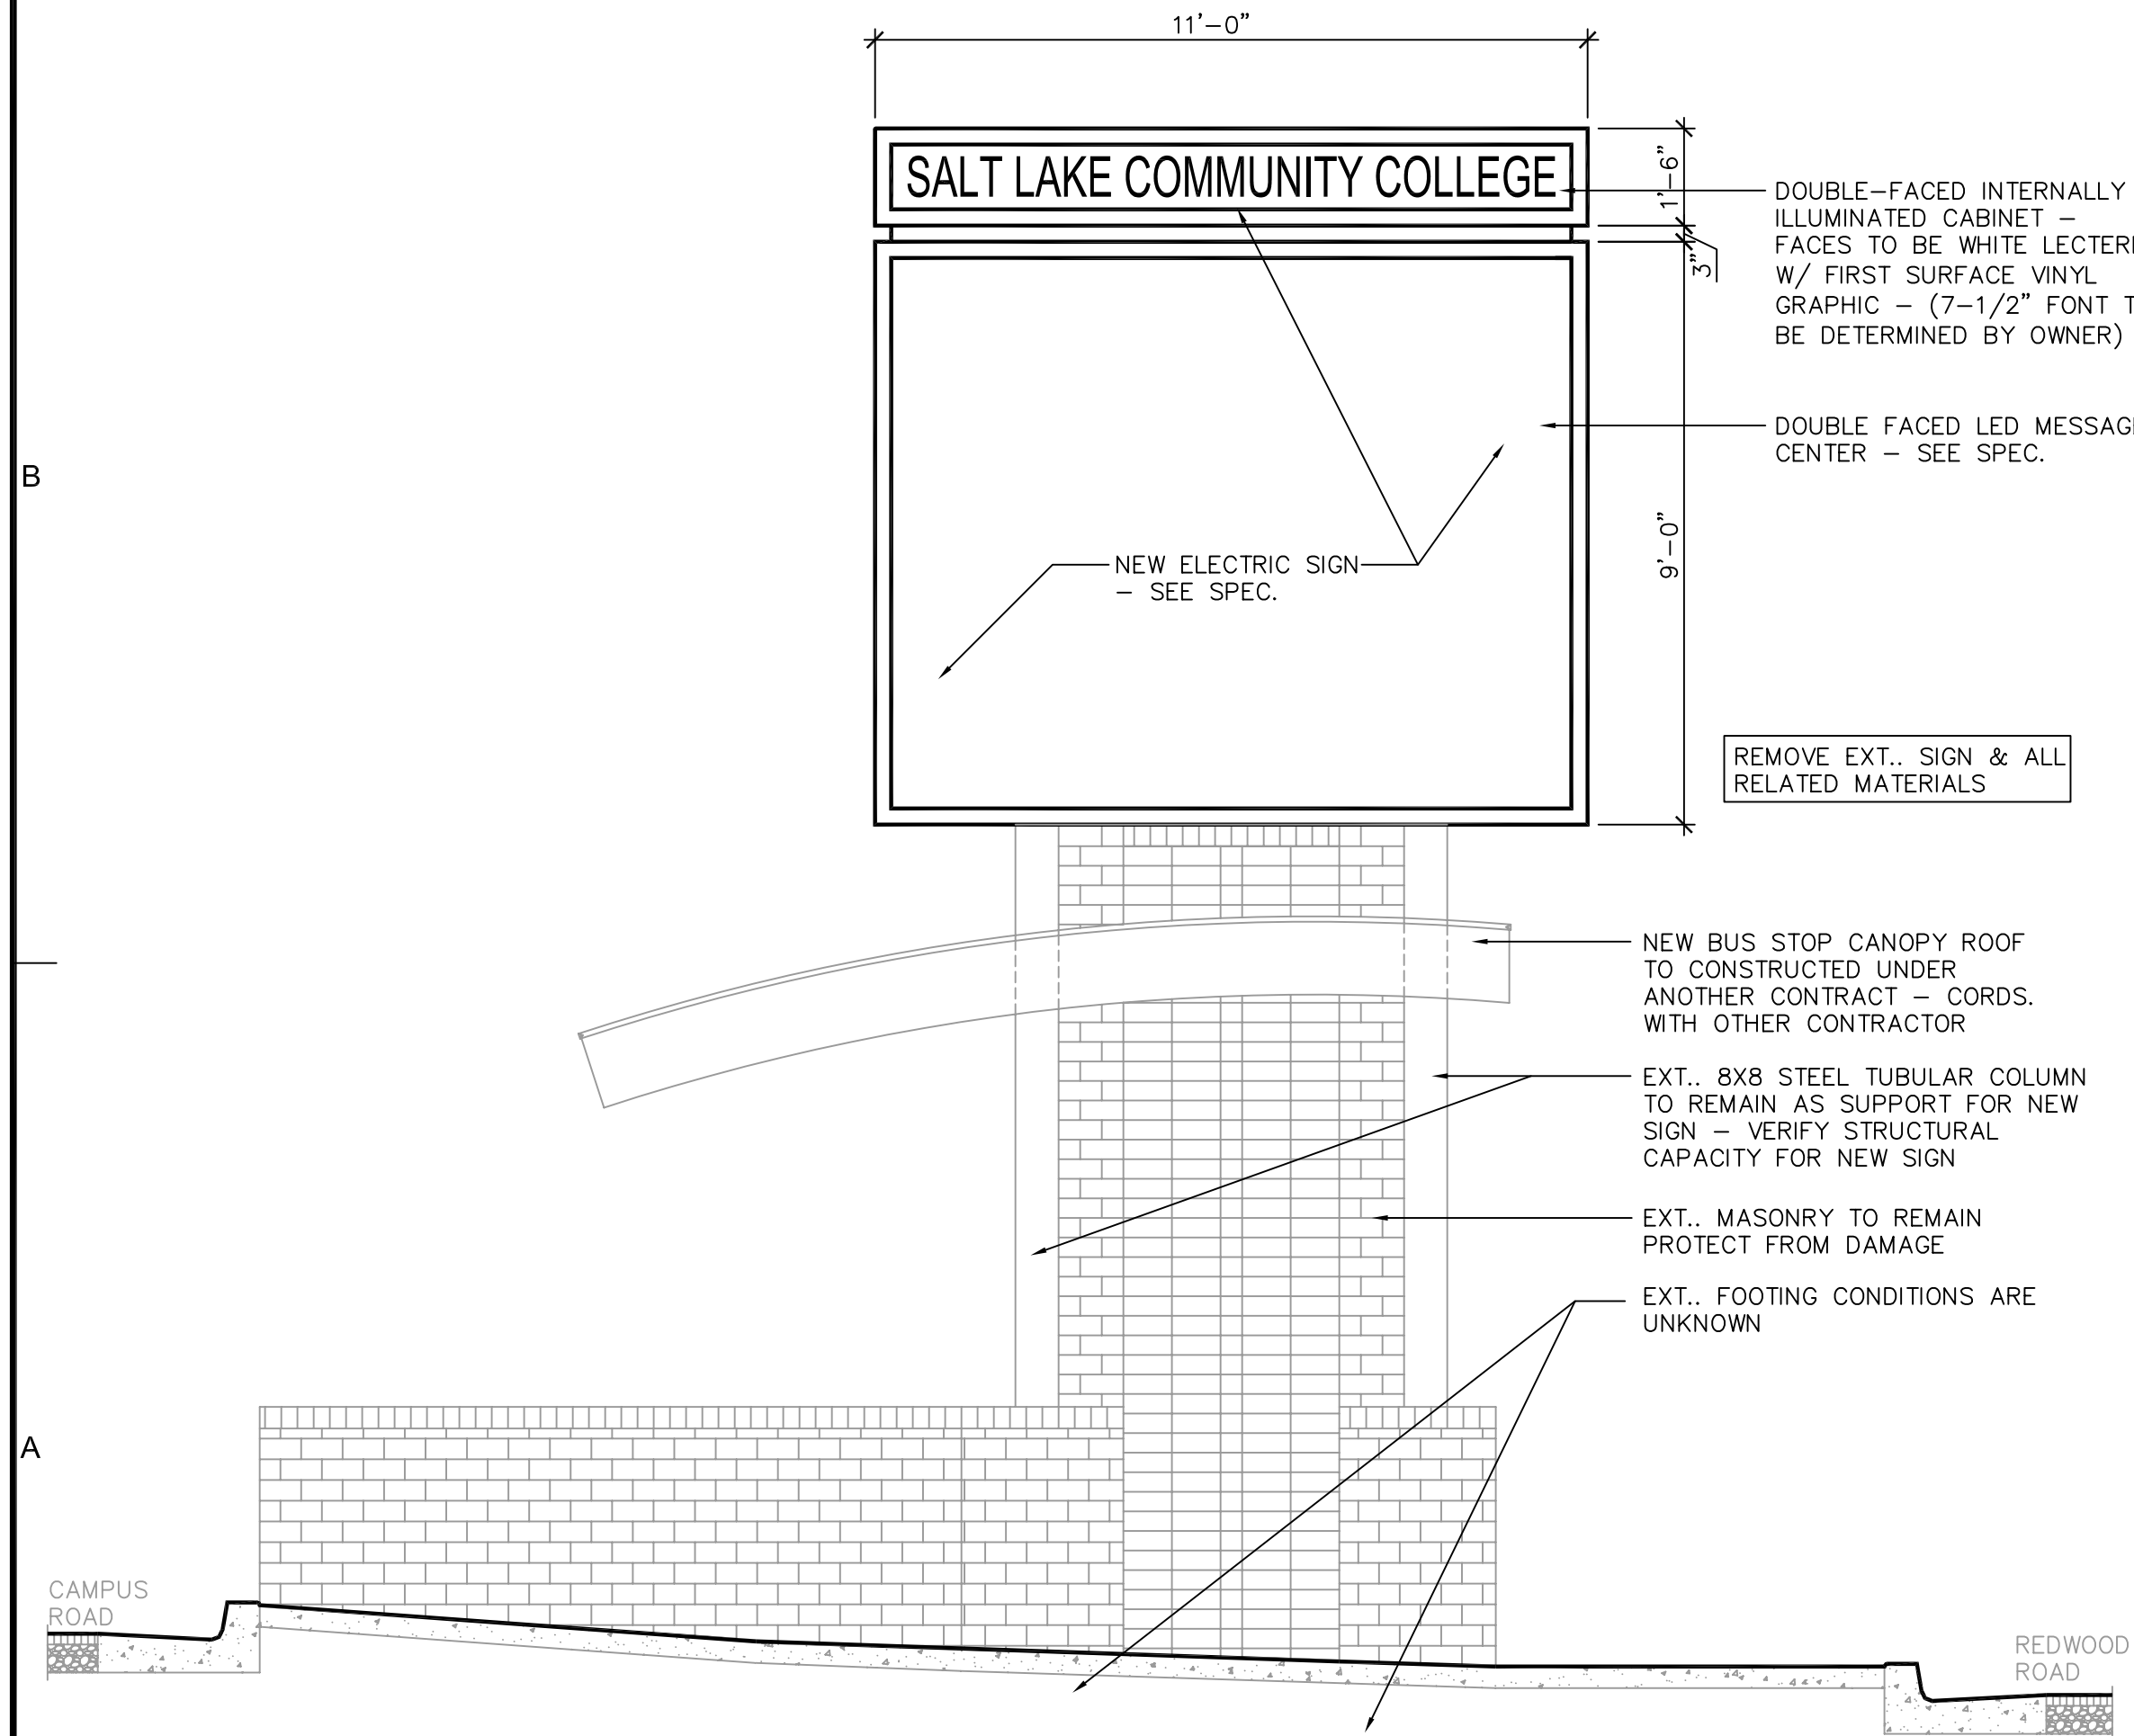 11'-0"
SALT LAKE COMMUNITY COLLEGE
1'-6"
3"
9'-0"
DOUBLE-FACED INTERNALLY
ILLUMINATED CABINET -
FACES TO BE WHITE
W/ FIRST SURFACE VINYL
GRAPHIC - (7-1/2" FONT
BE DETERMINED BY OWNER)
DOUBLE FACED LED MESSAGE
CENTER - SEE SPEC.
B
NEW ELECTRIC SIGN
- SEE SPEC.
REMOVE EXT.. SIGN & ALL
RELATED MATERIALS
NEW BUS STOP CANOPY ROOF
TO CONSTRUCTED UNDER
ANOTHER CONTRACT - CORDS.
WITH OTHER CONTRACTOR
EXT.. 8X8 STEEL TUBULAR COLUMN
TO REMAIN AS SUPPORT FOR NEW
SIGN - VERIFY STRUCTURAL
CAPACITY FOR NEW SIGN
EXT.. MASONRY TO REMAIN
PROTECT FROM DAMAGE
EXT.. FOOTING CONDITIONS ARE
UNKNOWN
A
CAMPUS
ROAD
REDWOOD
ROAD